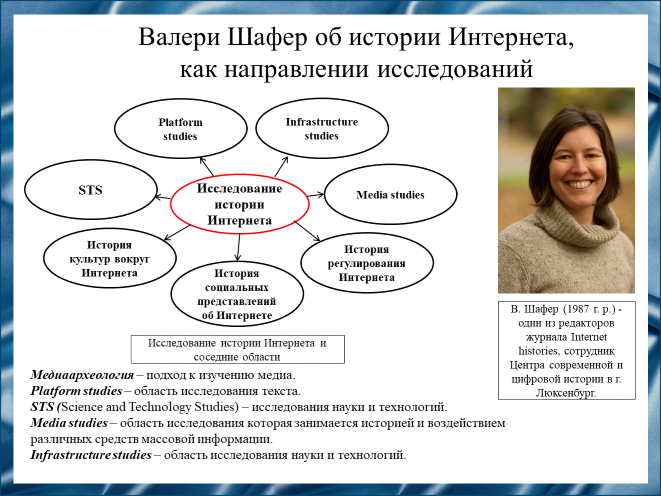 Валери Шафер об истории Интернета,
как направлении исследований
Platform
studies
Infrastructure
studies
STS
Исследование
истории
Интернета
Media studies
История
культур вокруг
Интернета
История
социальных
представлений
об Интернете
История
регулирования
Интернета
Исследование истории Интернета и
соседние области
В. Шафер (1987 г. р.) -
один из редакторов
журнала Internet
histories, сотрудник
Центра современной и
цифровой истории в г.
Люксенбург.
Медиаархеология – подход к изучению медиа.
Platform studies – область исследования текста.
STS (Science and Technology Studies) – исследования науки и технологий.
Media studies – область исследования которая занимается историей и воздействием
различных средств массовой информации.
Infrastructure studies – область исследования науки и технологий.